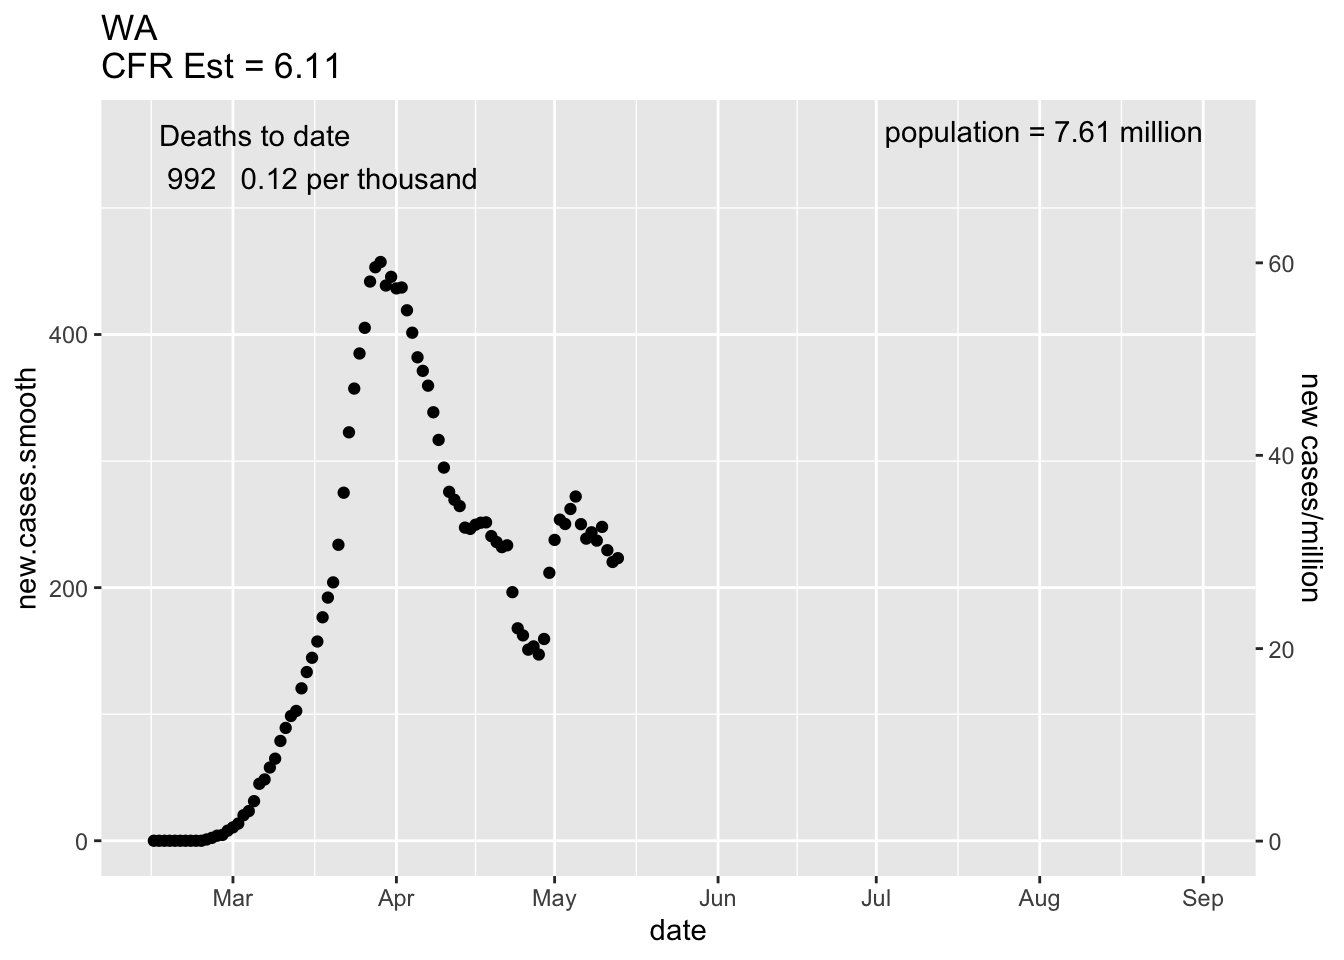 WA
CFR Est = 6.11
Deaths to date
992 0.12 per thousand
population = 7.61 million
new.cases.smooth
400
200
0
60
40
20
0
new cases/million
Mar Apr May Jun Jul Aug Sep
date